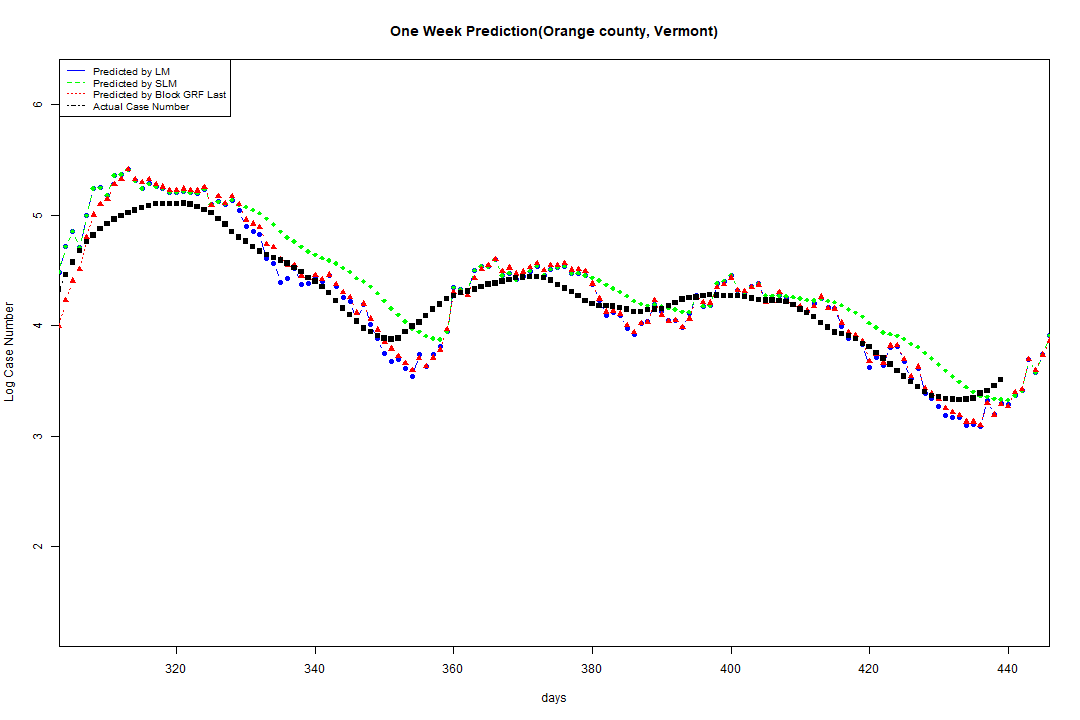 One Week Prediction(Orange county, Vermont)
Predicted by LM
Predicted by SLM
Predicted by Block GRF Last
Actual Case Number
6
5
4
3
2
Log Case Number
320 340 360 380 400 420 440
days